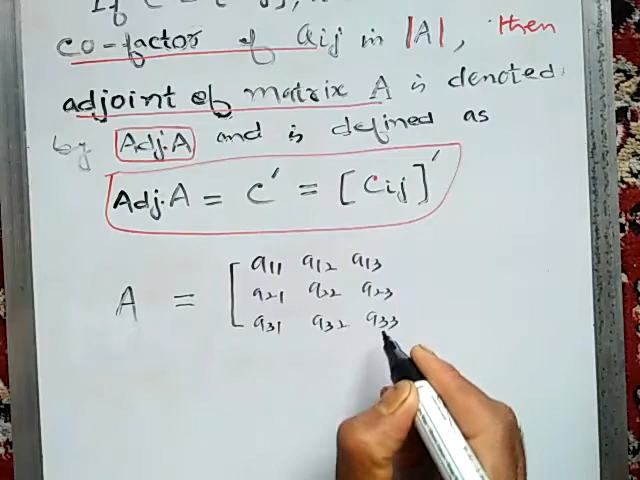 If C
co-factor of aij in |A|, then
adjoint of matrix A is denoted
by Adj.A and is defined as
Adj.A = C' = [Cij]'
A = [a11 a12 a13
a21 a22 a23
a31 a32 a33